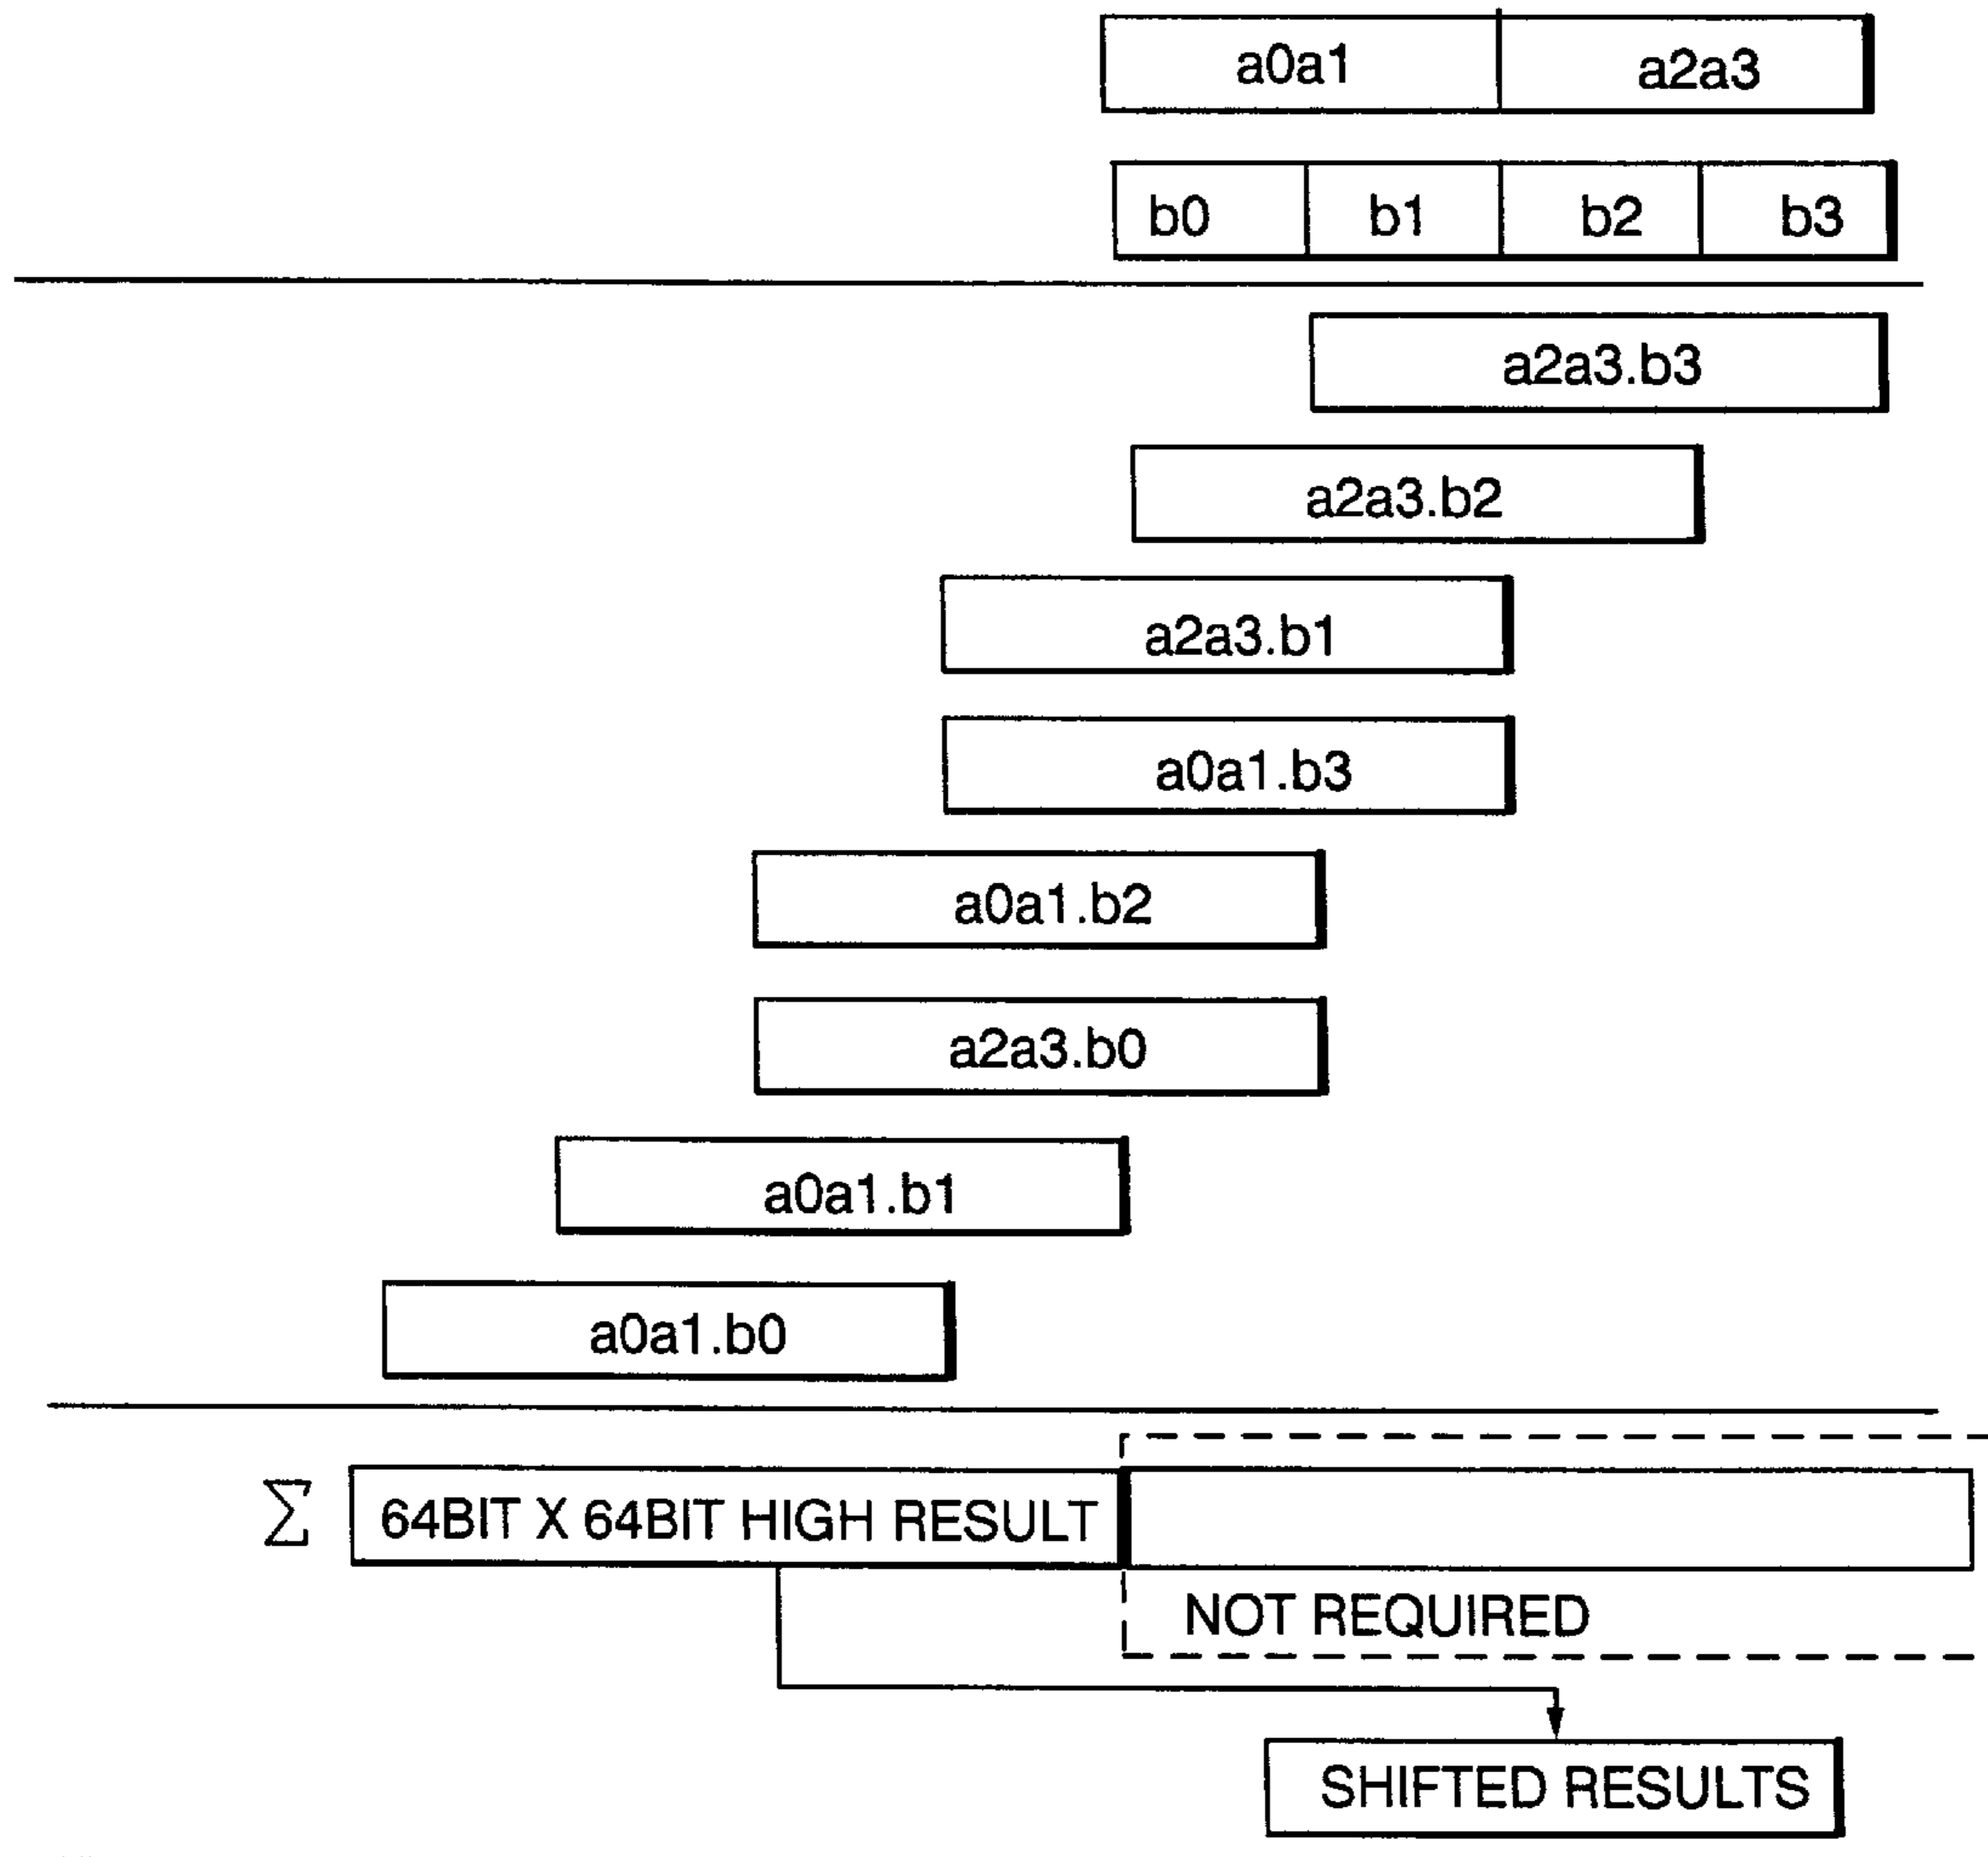 a0a1 a2a3
b0 b1 b2 b3
a2a3.b3
a2a3.b2
a2a3.b1
a0a1.b3
a0a1.b2
a2a3.b0
a0a1.b1
a0a1.b0
Σ 64BIT X 64BIT HIGH RESULT
NOT REQUIRED
SHIFTED RESULTS